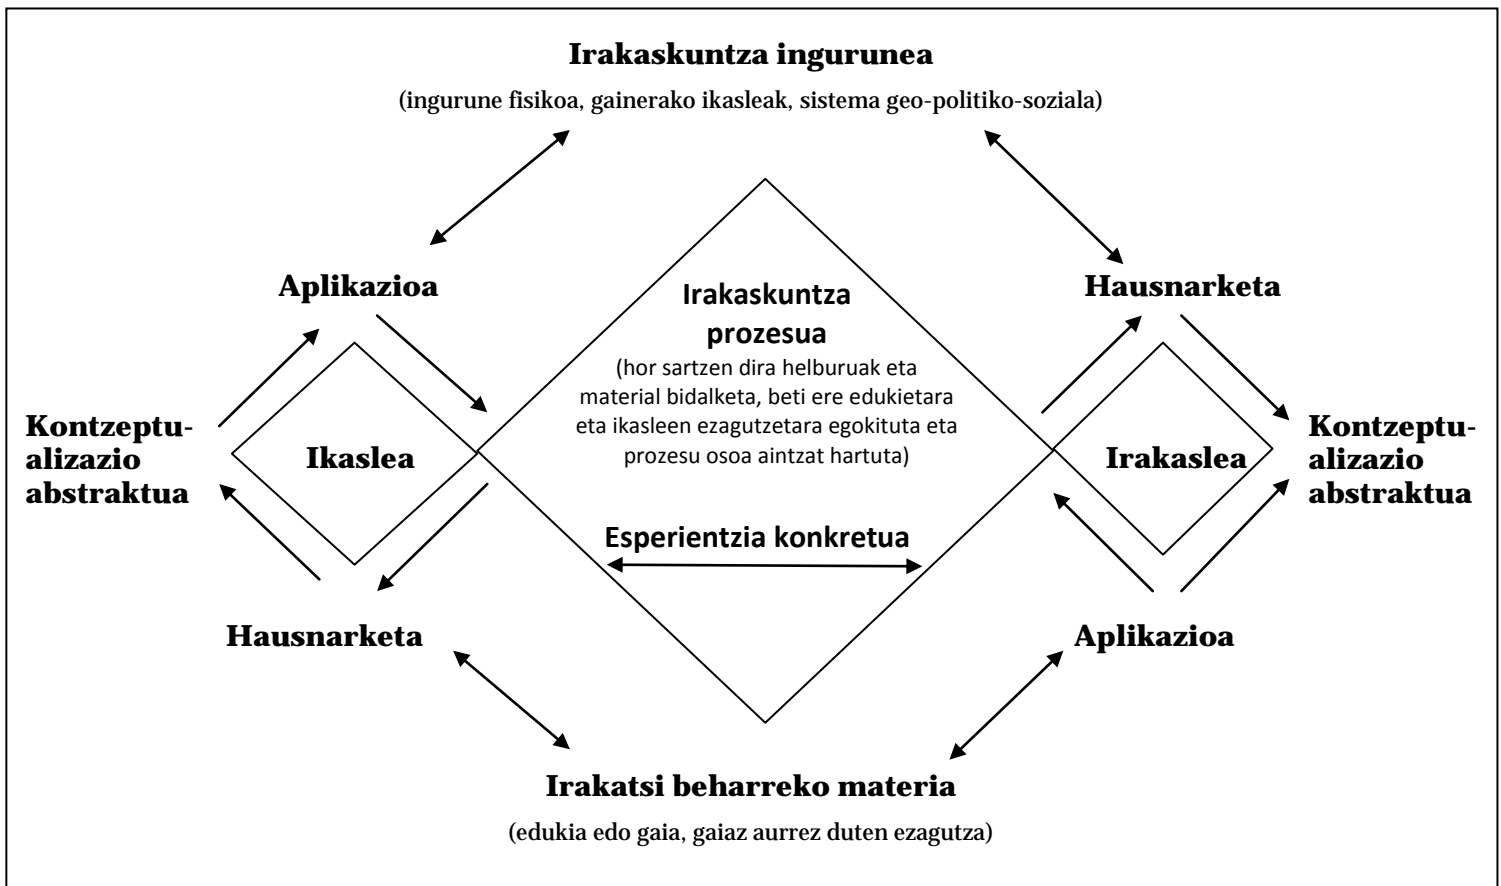 Irakaskuntza ingurunea
(ingurune fisikoa, gainerako ikasleak, sistema geo-politiko-soziala)
Aplikazioa
Hausnarketa
Irakaskuntza
prozesua
(hor sartzen dira helburuak eta
material bidalketa, beti ere edukietara
eta ikasleen ezagutzetara egokituta eta
prozesu osoa aintzat hartuta)
Kontzeptu-
alizazio
abstraktua
Ikaslea
Irakaslea
Kontzeptu-
alizazio
abstraktua
Esperientzia konkretua
Hausnarketa
Aplikazioa
Irakatsi beharreko materia
(edukia edo gaia, gaiaz aurrez duten ezagutza)